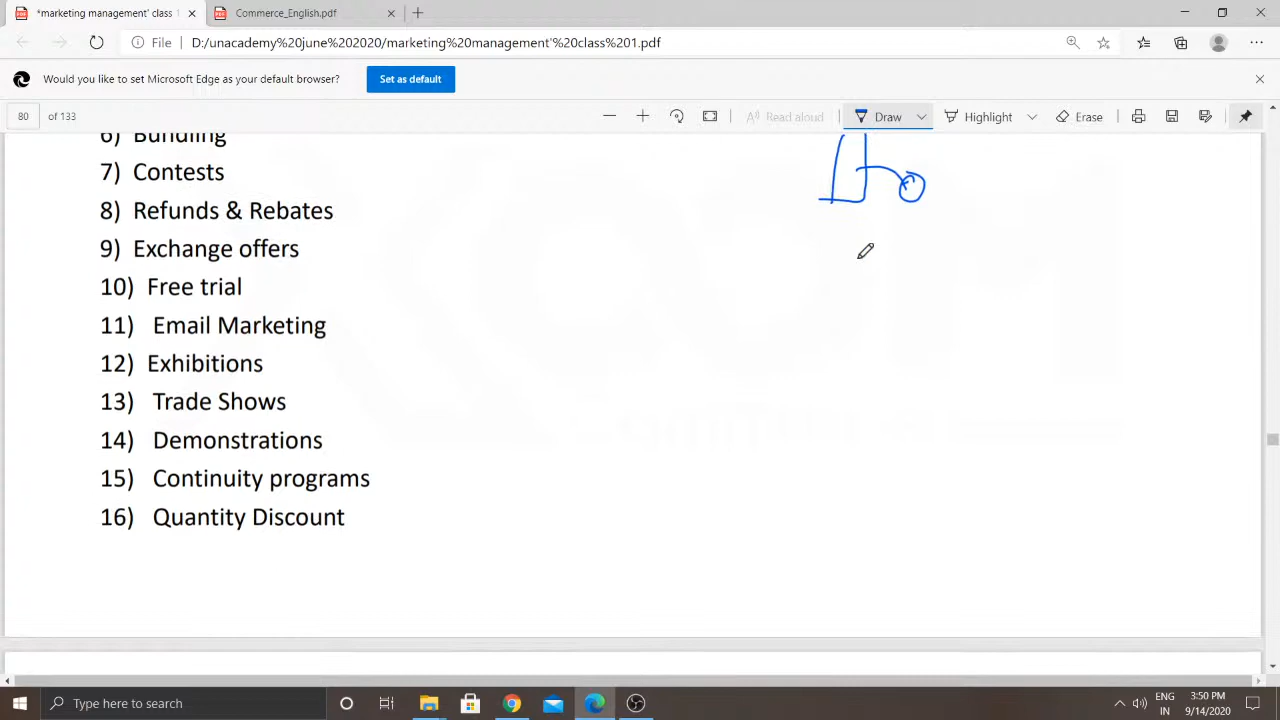 *marketing management' class 1
Commerce_English.pdf
File
D:/unacademy%20june%202020/marketing%20management'%20class%201.pdf
Would you like to set Microsoft Edge as your default browser?
Set as default
80 of 133
Read aloud
Draw
Highlight
Erase
6) Bundling
7) Contests
8) Refunds & Rebates
9) Exchange offers
10) Free trial
11) Email Marketing
12) Exhibitions
13) Trade Shows
14) Demonstrations
15) Continuity programs
16) Quantity Discount
Type here to search
ENG
IN
3:50 PM
9/14/2020